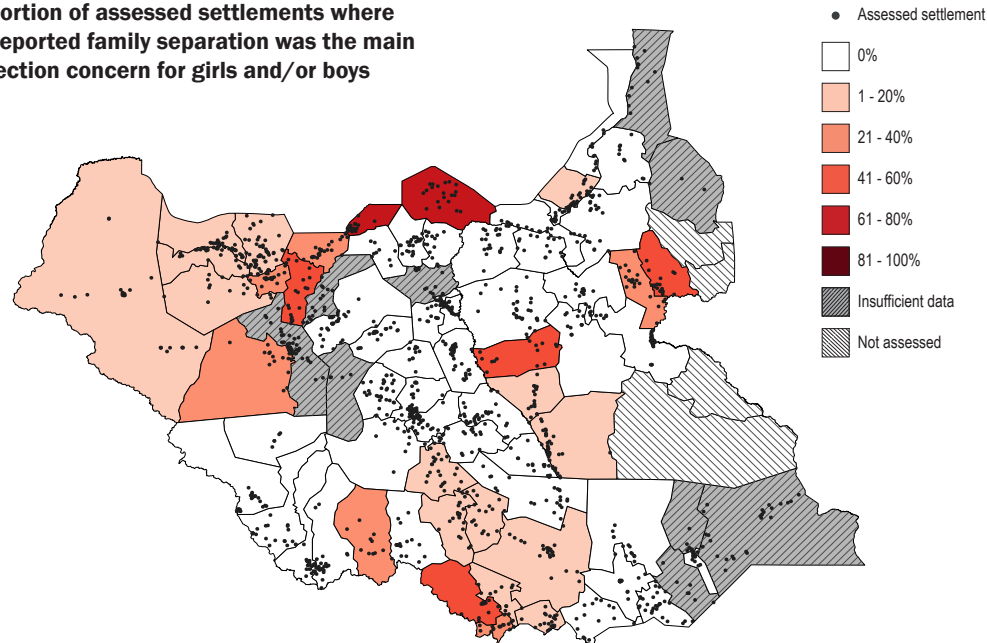 ortion of assessed settlements where
reported family separation was the main
ection concern for girls and/or boys
Assessed settlement
0%
1 - 20%
21 - 40%
41 - 60%
61 - 80%
81 - 100%
Insufficient data
Not assessed